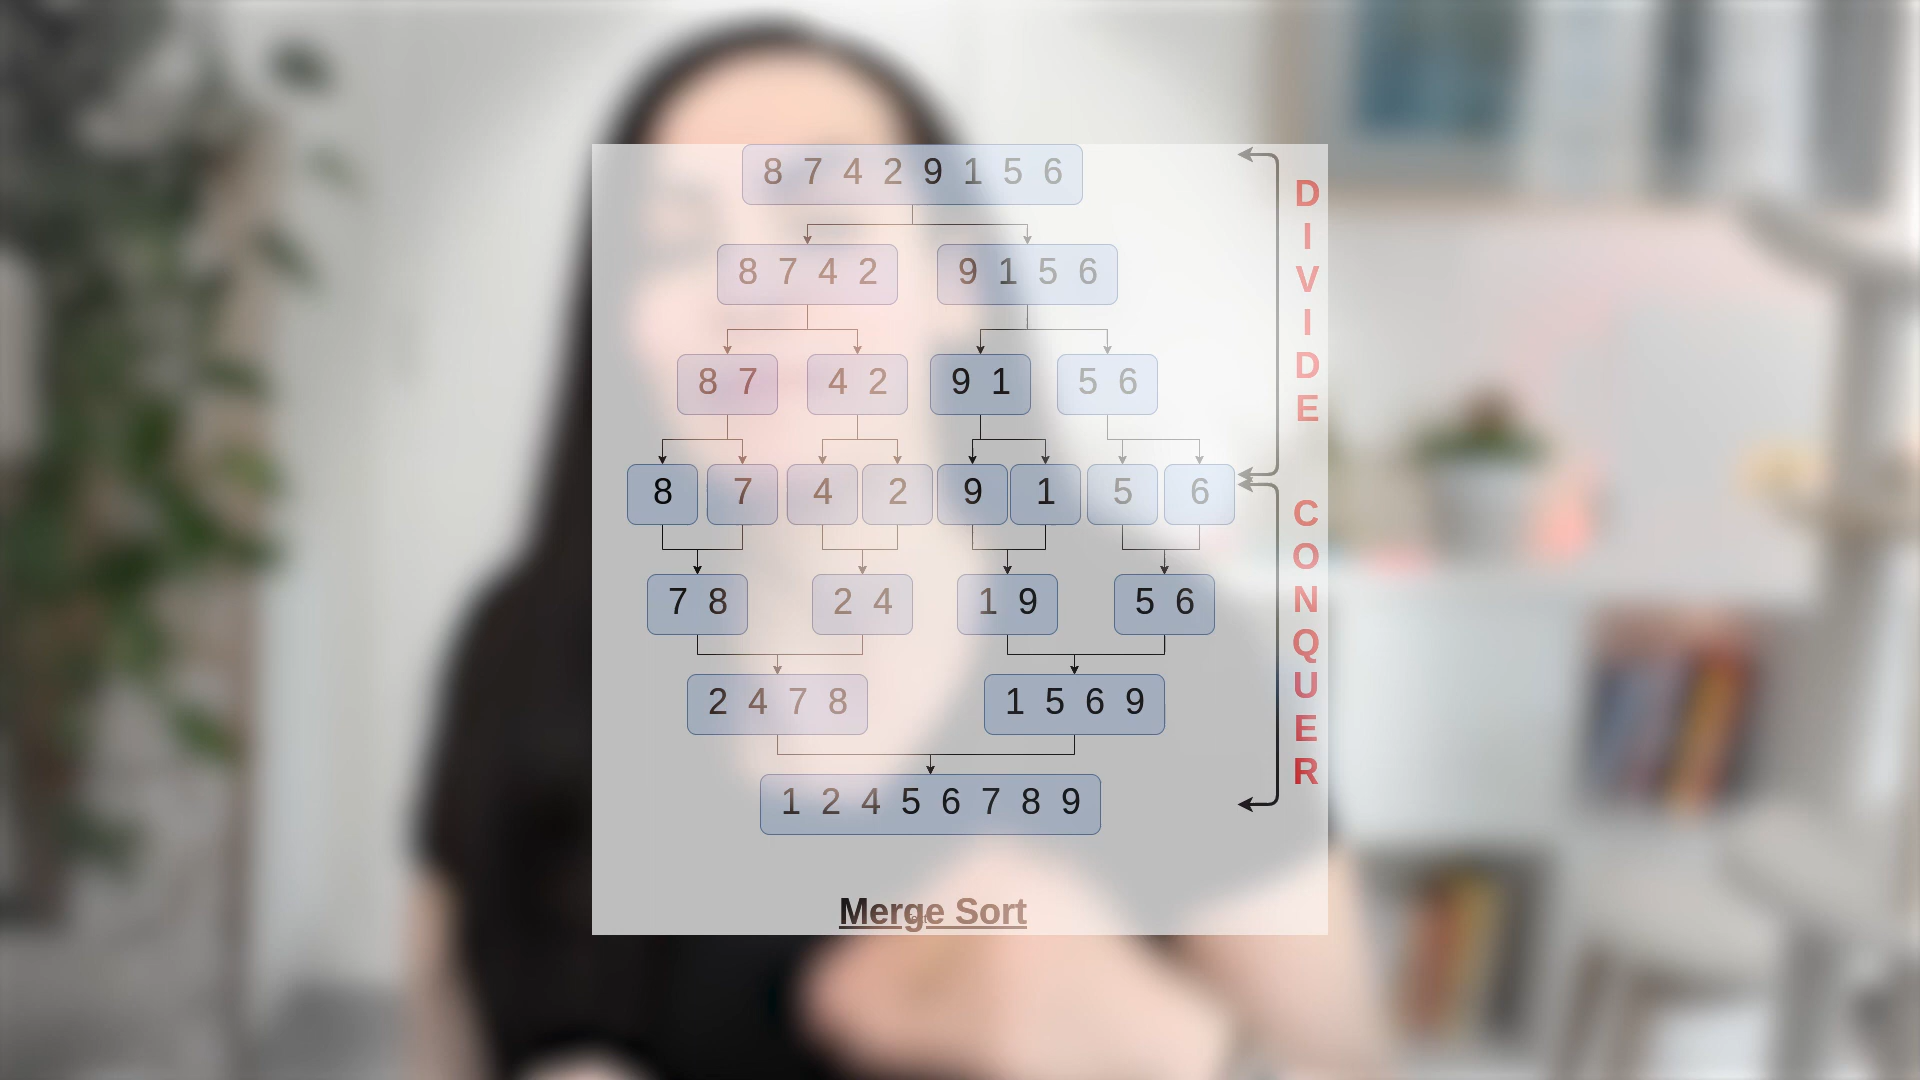 8 7 4 2 9 1 5 6
8 7 4 2 9 1 5 6
8 7 4 2 9 1 5 6
8 7 4 2 9 1 5 6
7 8 2 4 1 9 5 6
2 4 7 8 1 5 6 9
1 2 4 5 6 7 8 9
Merge Sort
DIVIDE
CONQUER